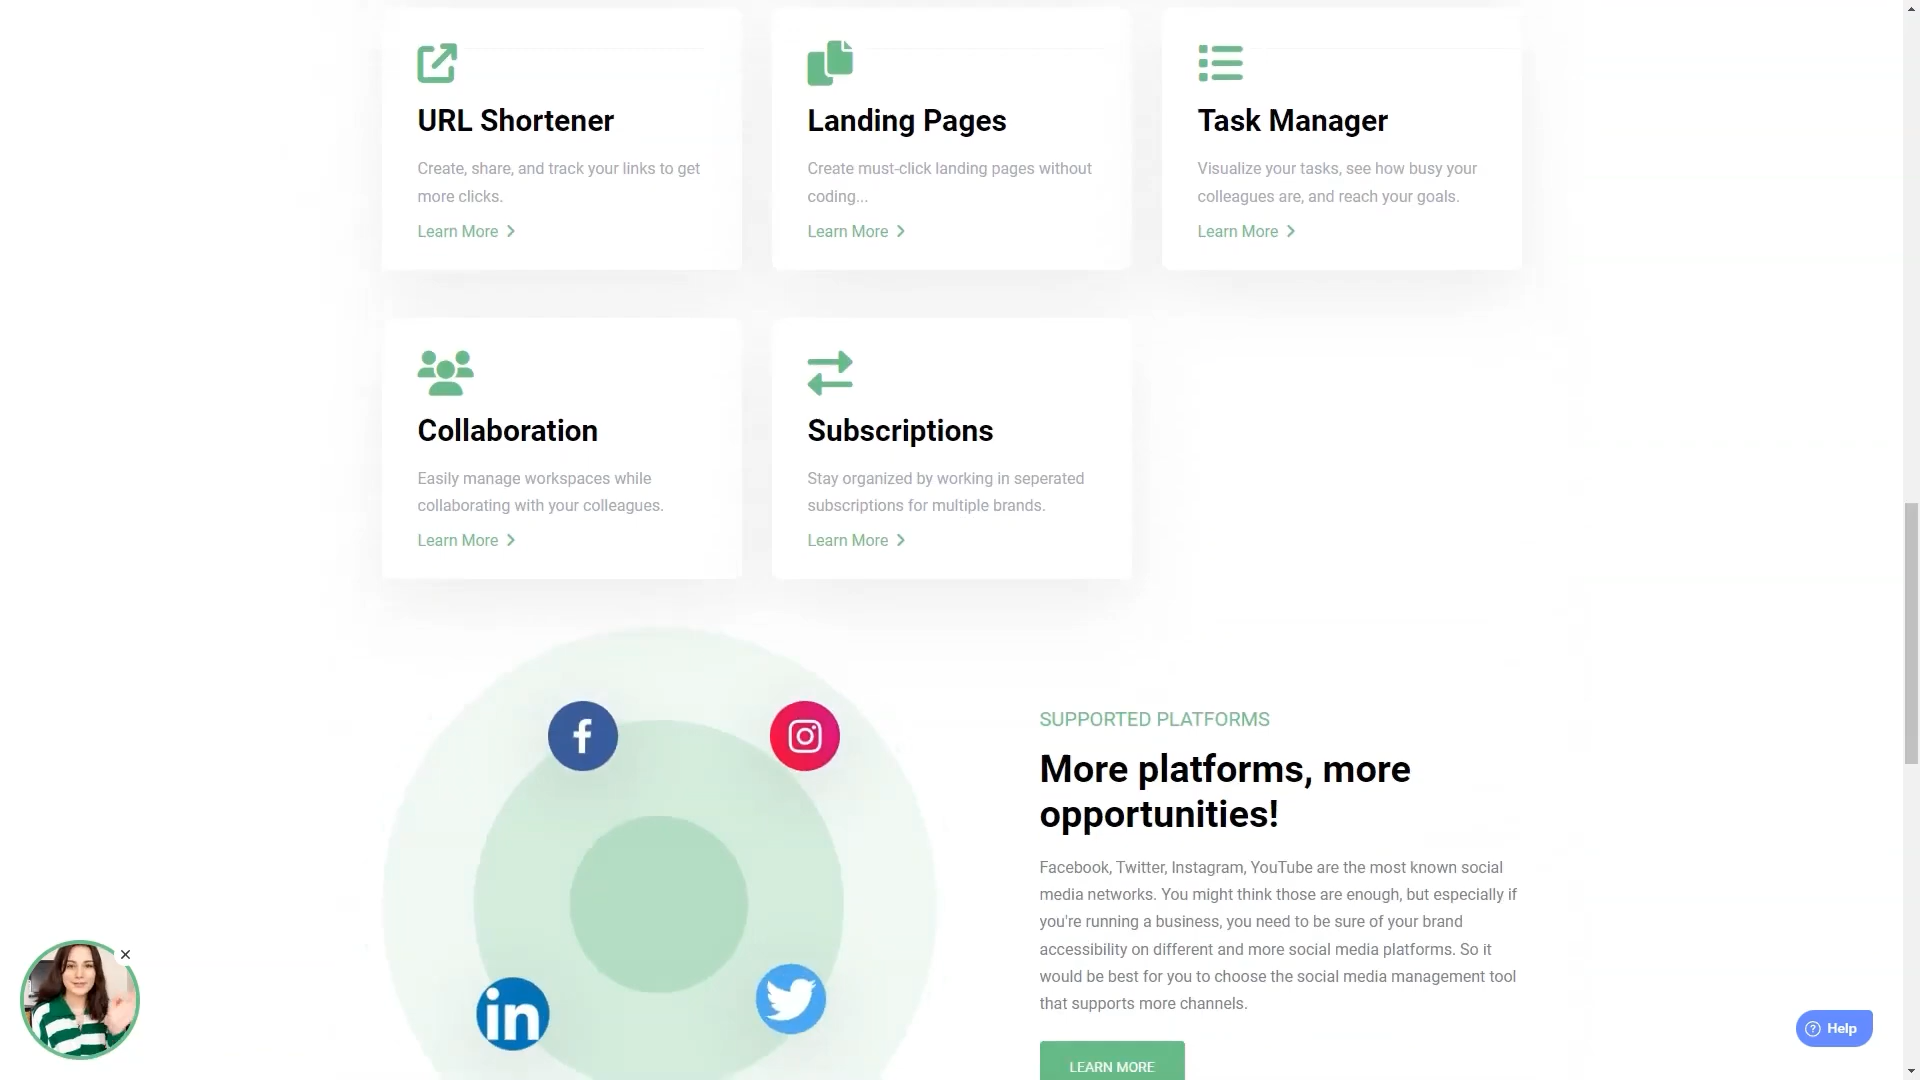 URL Shortener
Create, share, and track your links to get
more clicks.
Learn More
Landing Pages
Create must-click landing pages without
coding...
Learn More
Task Manager
Visualize your tasks, see how busy your
colleagues are, and reach your goals.
Learn More
Collaboration
Easily manage workspaces while
collaborating with your colleagues.
Learn More
Subscriptions
Stay organized by working in seperated
subscriptions for multiple brands.
Learn More
SUPPORTED PLATFORMS
More platforms, more
opportunities!
Facebook, Twitter, Instagram, YouTube are the most known social
media networks. You might think those are enough, but especially if
you're running a business, you need to be sure of your brand
accessibility on different and more social media platforms. So it
would be best for you to choose the social media management tool
that supports more channels.
LEARN MORE
in
Help